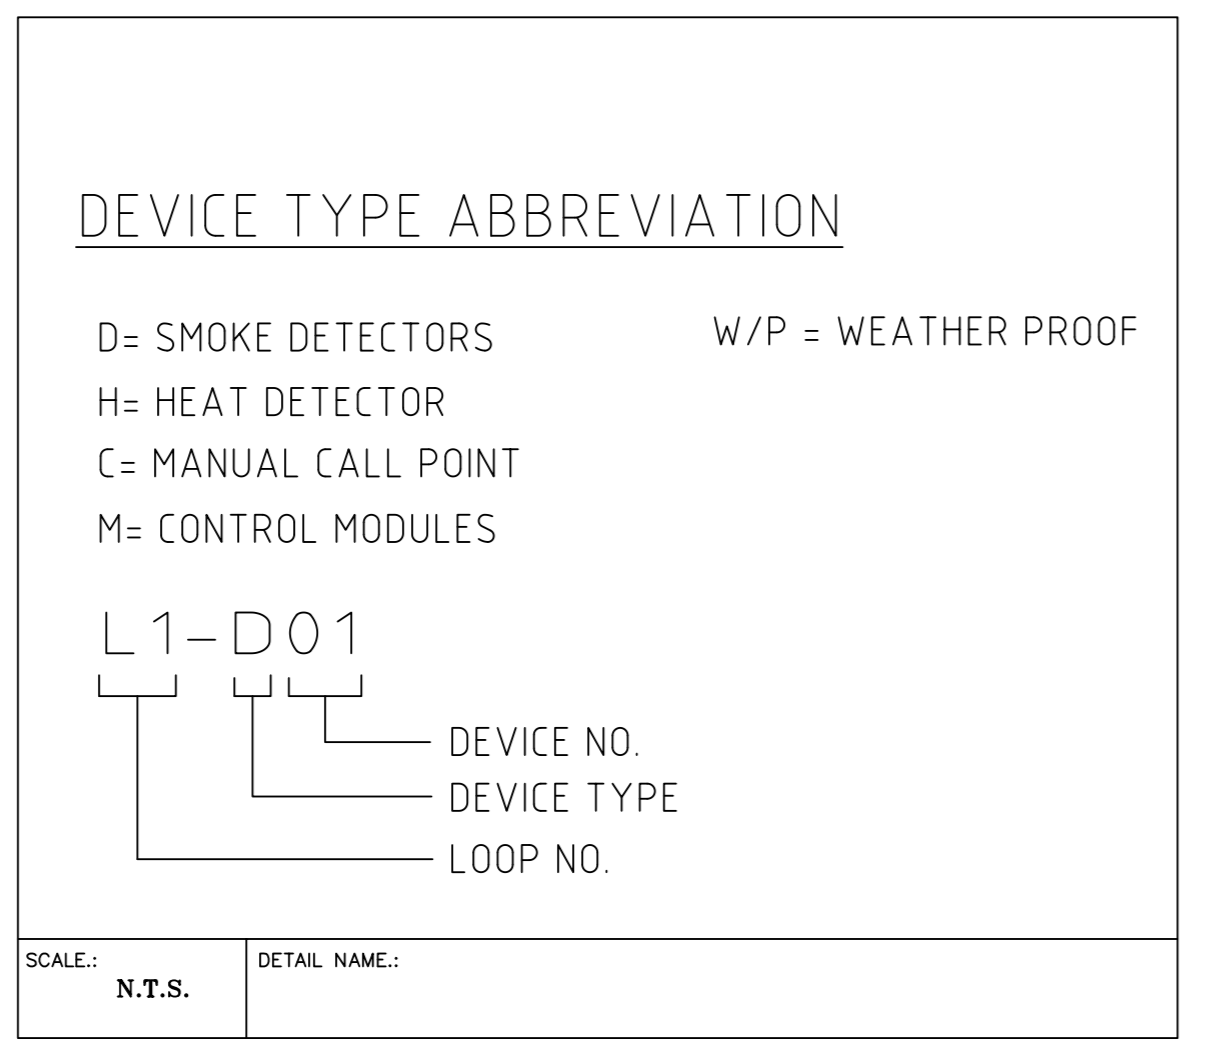 DEVICE TYPE ABBREVIATION
D= SMOKE DETECTORS
W/P = WEATHER PROOF
H= HEAT DETECTOR
C= MANUAL CALL POINT
M= CONTROL MODULES
L1-D01
DEVICE NO.
DEVICE TYPE
LOOP NO.
SCALE.:
N.T.S.
DETAIL NAME.: